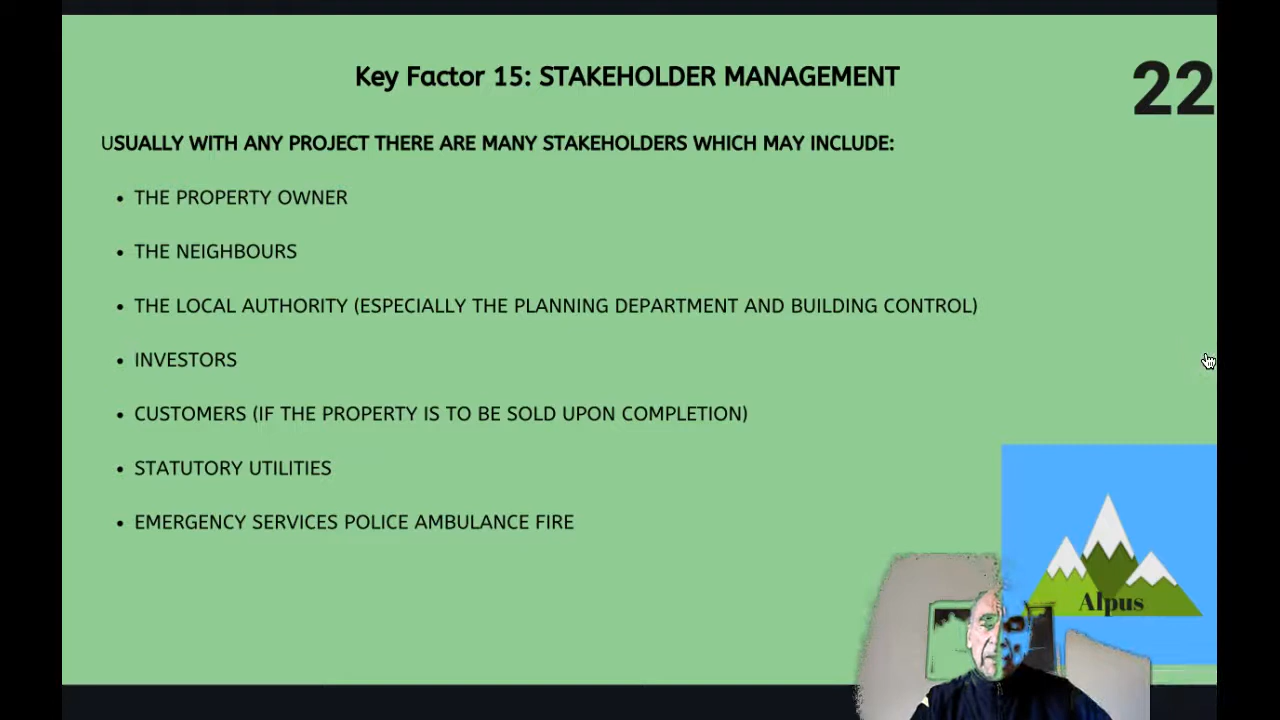 Key Factor 15: STAKEHOLDER MANAGEMENT
22
USUALLY WITH ANY PROJECT THERE ARE MANY STAKEHOLDERS WHICH MAY INCLUDE:
• THE PROPERTY OWNER
• THE NEIGHBOURS
• THE LOCAL AUTHORITY (ESPECIALLY THE PLANNING DEPARTMENT AND BUILDING CONTROL)
• INVESTORS
• CUSTOMERS (IF THE PROPERTY IS TO BE SOLD UPON COMPLETION)
• STATUTORY UTILITIES
• EMERGENCY SERVICES POLICE AMBULANCE FIRE
Alpus